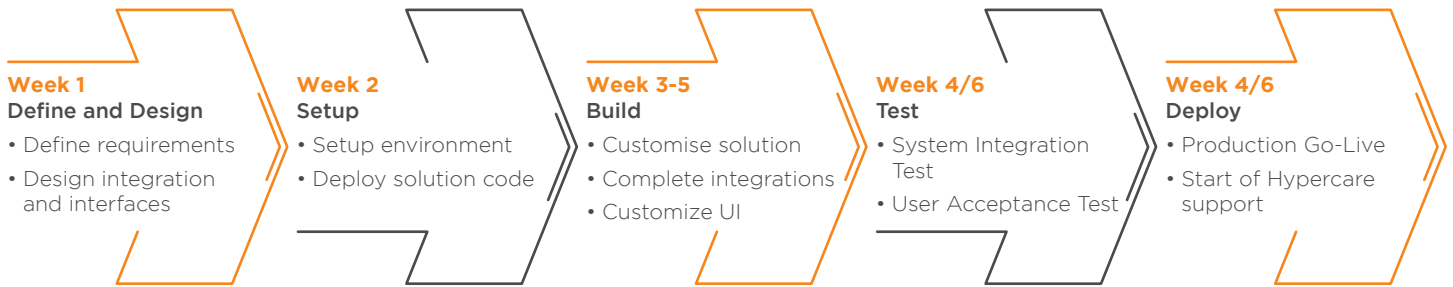 Week 1
Define and Design
• Define requirements
• Design integration
and interfaces
Week 2
Setup
• Setup environment
• Deploy solution code
Week 3-5
Build
• Customise solution
• Complete integrations
• Customize UI
Week 4/6
Test
• System Integration
Test
• User Acceptance Test
Week 4/6
Deploy
• Production Go-Live
• Start of Hypercare
support